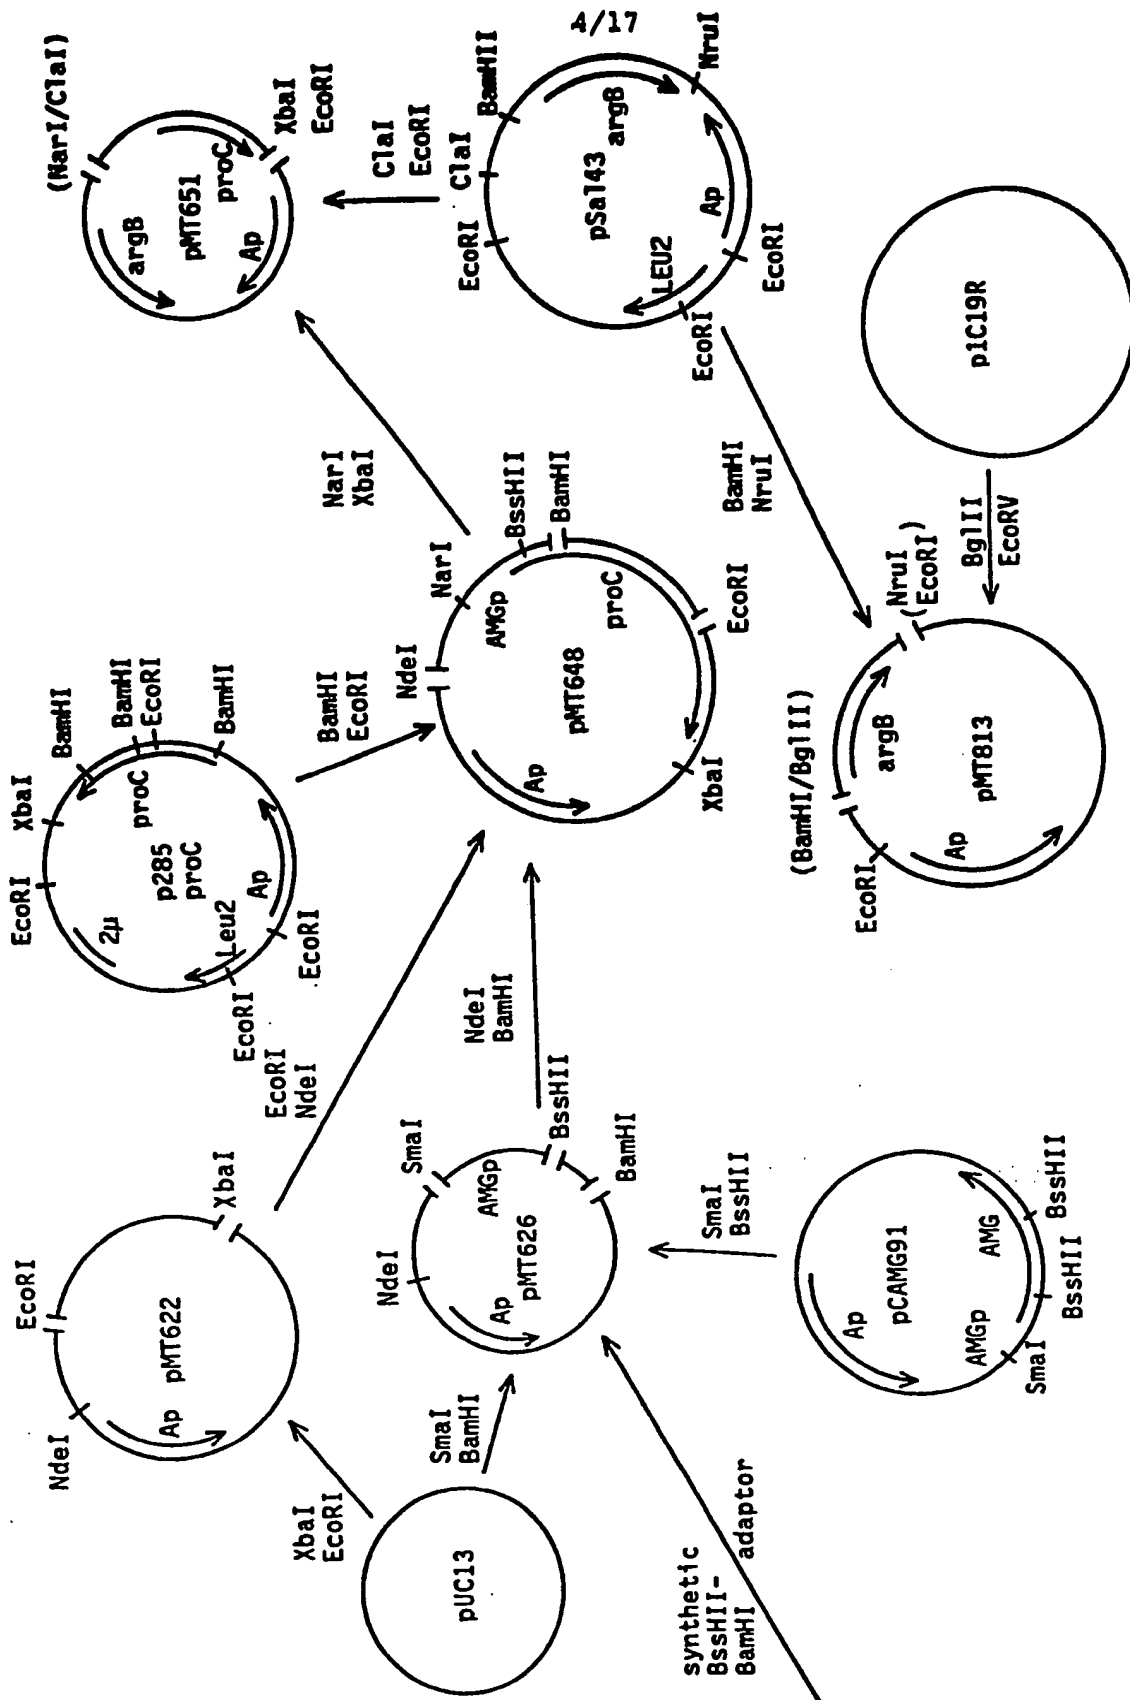 4/17
(NarI/ClaI)
argB
pMT651
proC
Ap
XbaI
EcoRI
ClaI
EcoRI
EcoRI
ClaI
BamHII
pSal43
argB
NruI
Ap
LEU2
EcoRI
EcoRI
p1C19R
NarI
XbaI
BamHI
NruI
BglII
EcoRV
EcoRI
XbaI
BamHI
BamHI
EcoRI
BamHI
proC
p285
proC
2µ
Leu2
Ap
EcoRI
EcoRI
BamHI
EcoRI
NdeI
NarI
AMGp
BssHII
BamHI
pMT648
proC
Ap
EcoRI
XbaI
(BamHI/BglII)
(NruI
EcoRI)
argB
EcoRI
Ap
pMT813
EcoRI
NdeI
NdeI
BamHI
EcoRI
NdeI
pMT622
Ap
XbaI
NdeI
SmaI
AMGp
pMT626
Ap
BssHII
BamHI
SmaI
BssHII
pCAMG91
Ap
AMGp
AMG
SmaI
BssHII
BssHII
XbaI
EcoRI
SmaI
BamHI
pUC13
synthetic
BssHII-
BamHI adaptor